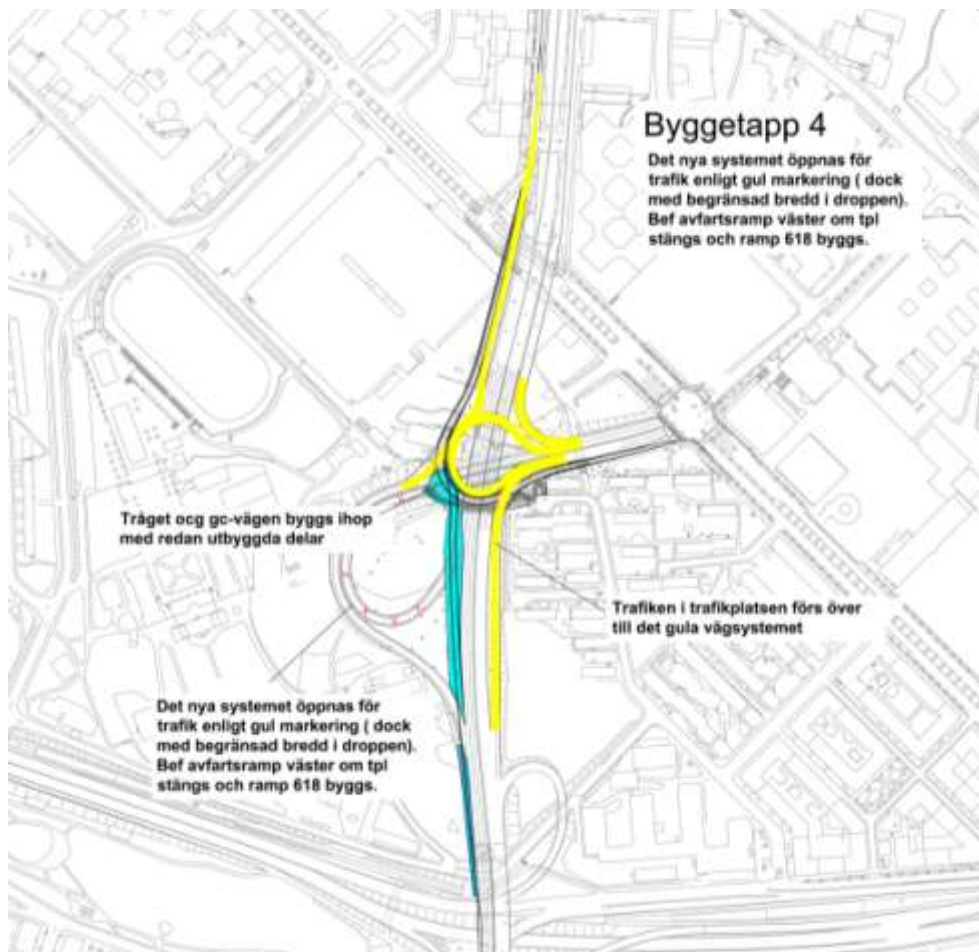 Byggetapp 4
Det nya systemet öppnas för
trafik enligt gul markering ( dock
med begränsad bredd i droppen).
Bef avfartsramp väster om tpl
stängs och ramp 618 byggs.
Tråget ocg gc-vägen byggs ihop
med redan utbyggda delar
Trafiken i trafikplatsen förs över
till det gula vägsystemet
Det nya systemet öppnas för
trafik enligt gul markering ( dock
med begränsad bredd i droppen).
Bef avfartsramp väster om tpl
stängs och ramp 618 byggs.